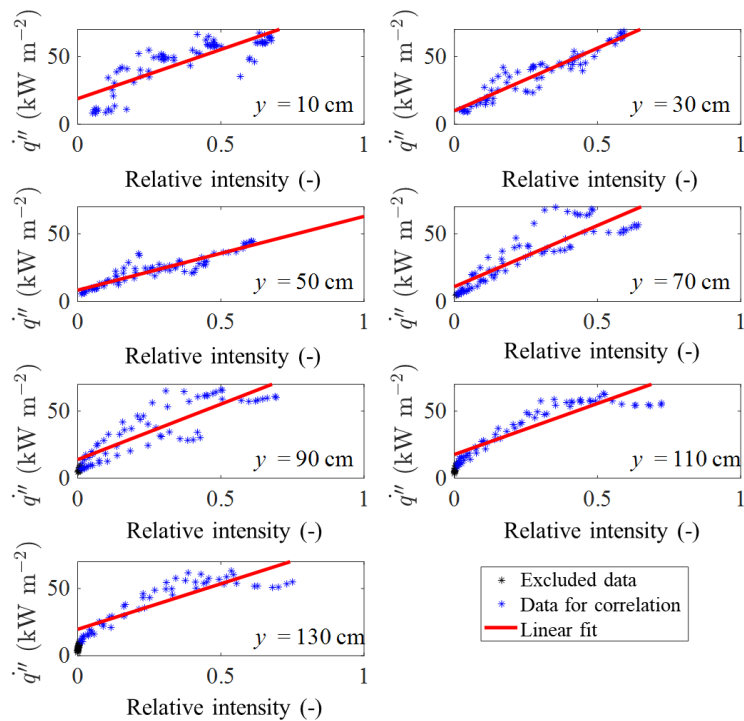 q̇″ (kW m⁻²)
50
0
y = 10 cm
0 0.5 1
Relative intensity (-)
q̇″ (kW m⁻²)
50
0
y = 30 cm
0 0.5 1
Relative intensity (-)
q̇″ (kW m⁻²)
50
0
y = 50 cm
0 0.5 1
Relative intensity (-)
q̇″ (kW m⁻²)
50
0
y = 70 cm
0 0.5 1
Relative intensity (-)
q̇″ (kW m⁻²)
50
0
y = 90 cm
0 0.5 1
Relative intensity (-)
q̇″ (kW m⁻²)
50
0
y = 110 cm
0 0.5 1
Relative intensity (-)
q̇″ (kW m⁻²)
50
0
y = 130 cm
0 0.5 1
Relative intensity (-)
Excluded data
Data for correlation
Linear fit